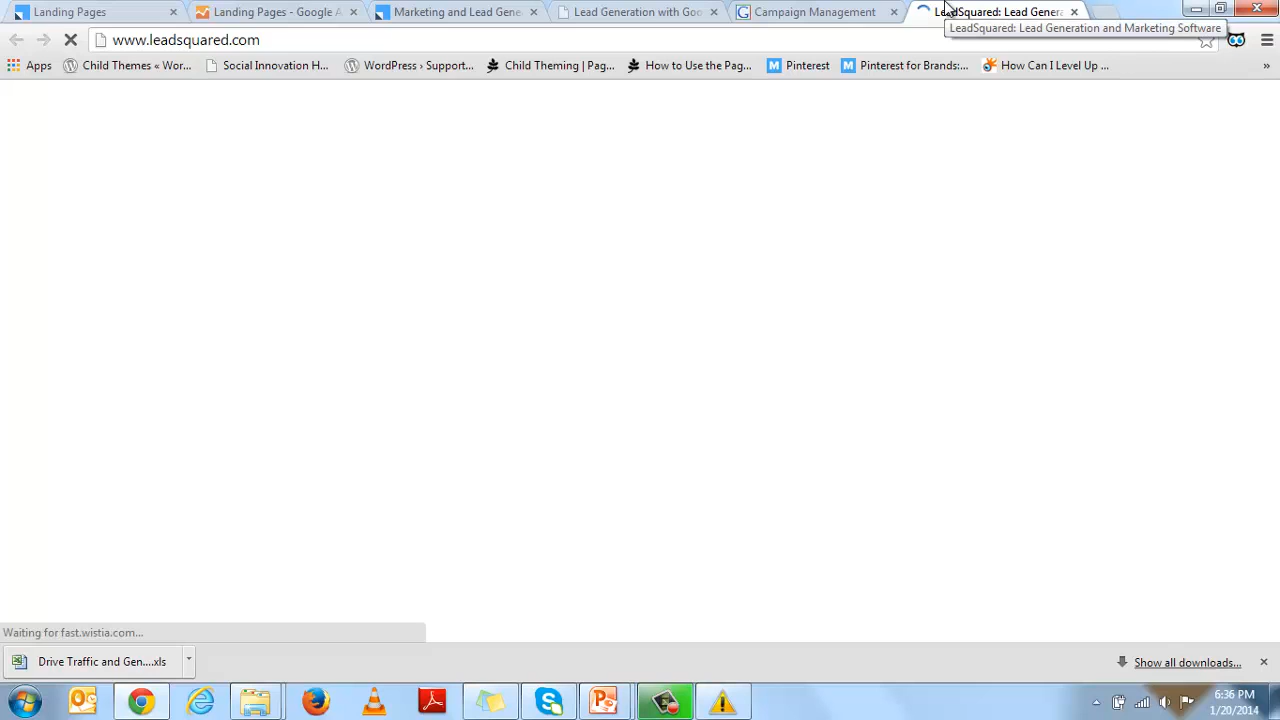 Landing Pages
Landing Pages - Google A
Marketing and Lead Gene
Lead Generation with Goo
Campaign Management
LeadSquared: Lead Genera
LeadSquared: Lead Generation and Marketing Software
www.leadsquared.com
Apps
Child Themes « Wor...
Social Innovation H...
WordPress › Support...
Child Theming | Pag...
How to Use the Pag...
Pinterest
Pinterest for Brands:...
How Can I Level Up ...
»
Waiting for fast.wistia.com...
Drive Traffic and Gen....xls
Show all downloads...
6:36 PM
1/20/2014